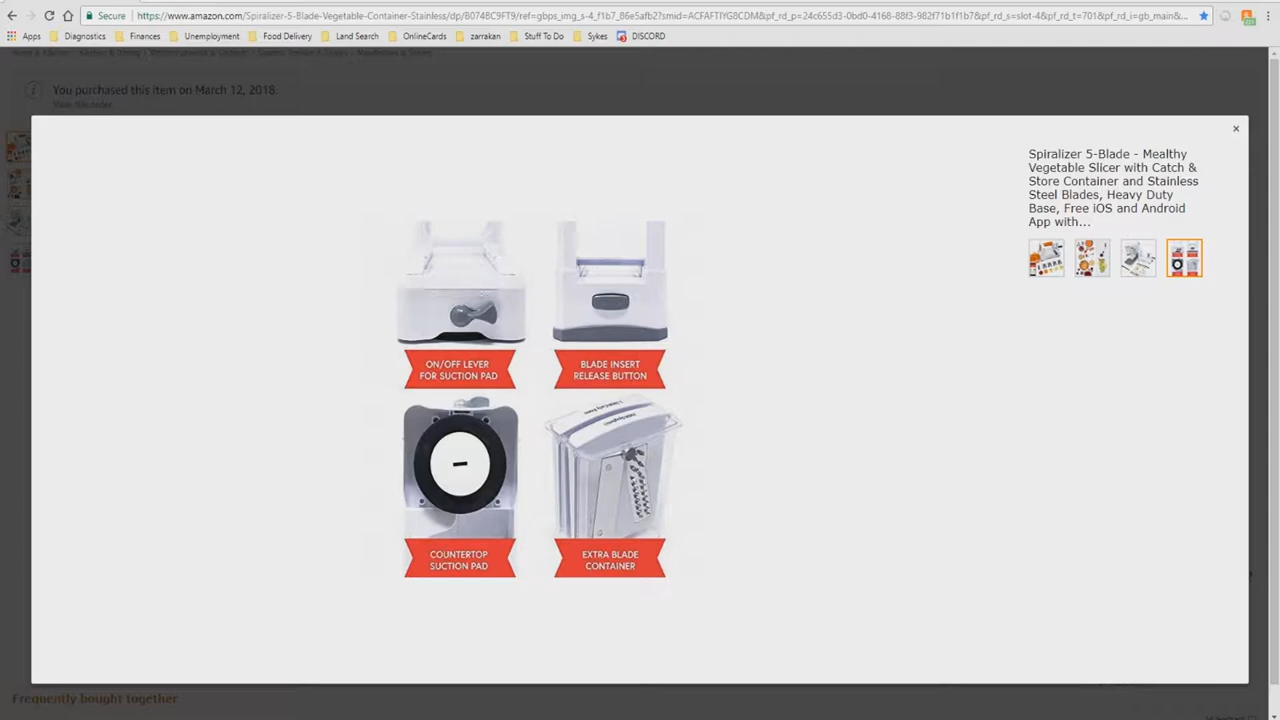 Secure
https://www.amazon.com/Spiralizer-5-Blade-Vegetable-Container-Stainless/dp/B074BC9FT9/ref=gbps_img_s-4_f1b7_86e5afb2?smid=ACFAFTIYG8CDM&pf_rd_p=24c655d3-0bd0-4168-88f3-982f71b1f1b7&pf_rd_s=slot-4&pf_rd_t=701&pf_rd_i=gb_main&...
Apps Diagnostics Finances Unemployment Food Delivery Land Search OnlineCards zarrakan Stuff To Do Sykes DISCORD
You purchased this item on March 12, 2018.
View this order
×
Spiralizer 5-Blade - Mealthy
Vegetable Slicer with Catch &
Store Container and Stainless
Steel Blades, Heavy Duty
Base, Free iOS and Android
App with...
ON/OFF LEVER
FOR SUCTION PAD
BLADE INSERT
RELEASE BUTTON
COUNTERTOP
SUCTION PAD
EXTRA BLADE
CONTAINER
Frequently bought together